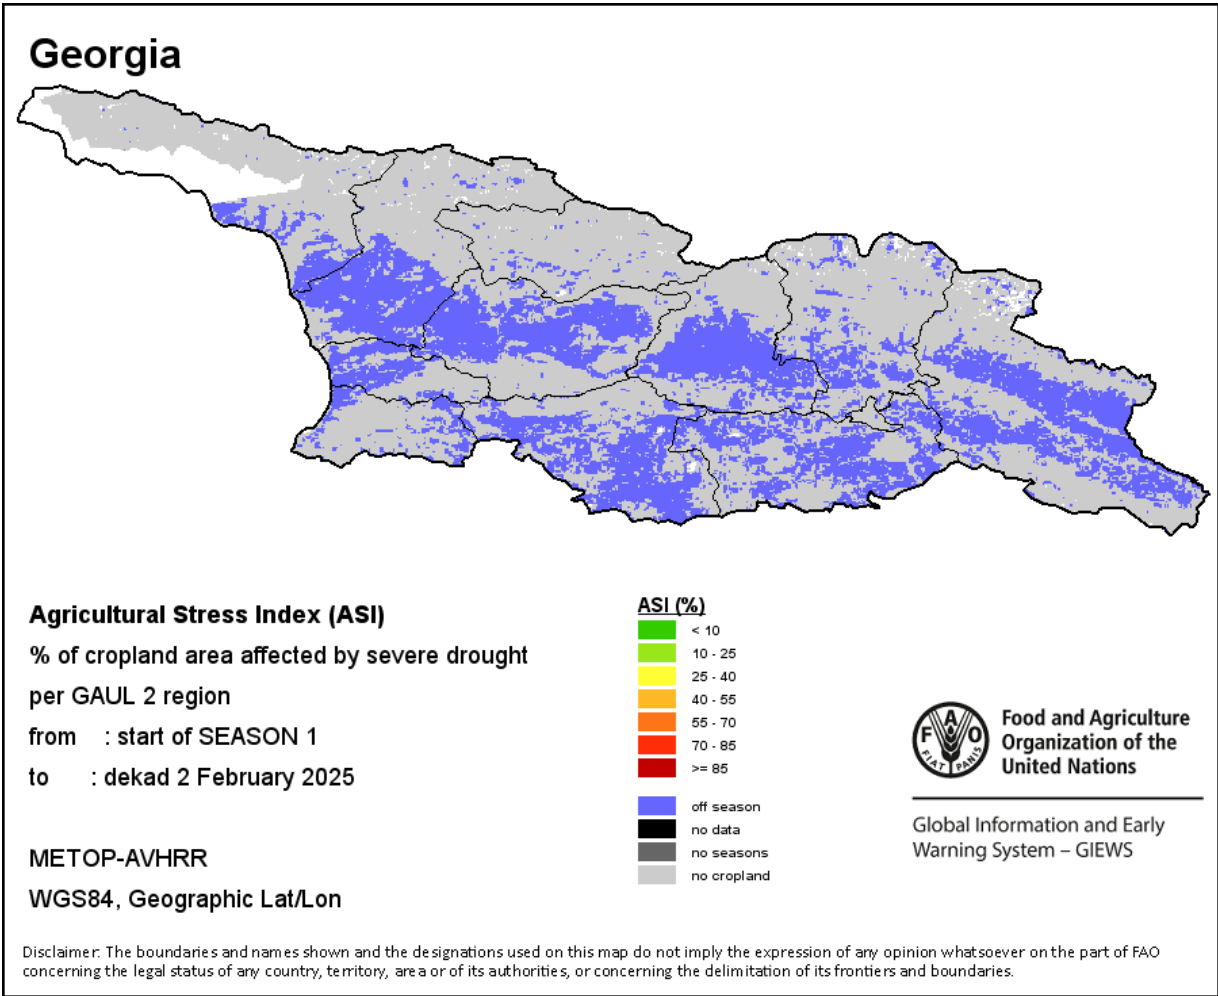 Georgia
Agricultural Stress Index (ASI)
% of cropland area affected by severe drought
per GAUL 2 region
from : start of SEASON 1
to : dekad 2 February 2025
METOP-AVHRR
WGS84, Geographic Lat/Lon
ASI (%)
< 10
10 - 25
25 - 40
40 - 55
55 - 70
70 - 85
>= 85
off season
no data
no seasons
no cropland
F A O
FIAT PANIS
Food and Agriculture
Organization of the
United Nations
Global Information and Early
Warning System – GIEWS
Disclaimer: The boundaries and names shown and the designations used on this map do not imply the expression of any opinion whatsoever on the part of FAO
concerning the legal status of any country, territory, area or of its authorities, or concerning the delimitation of its frontiers and boundaries.